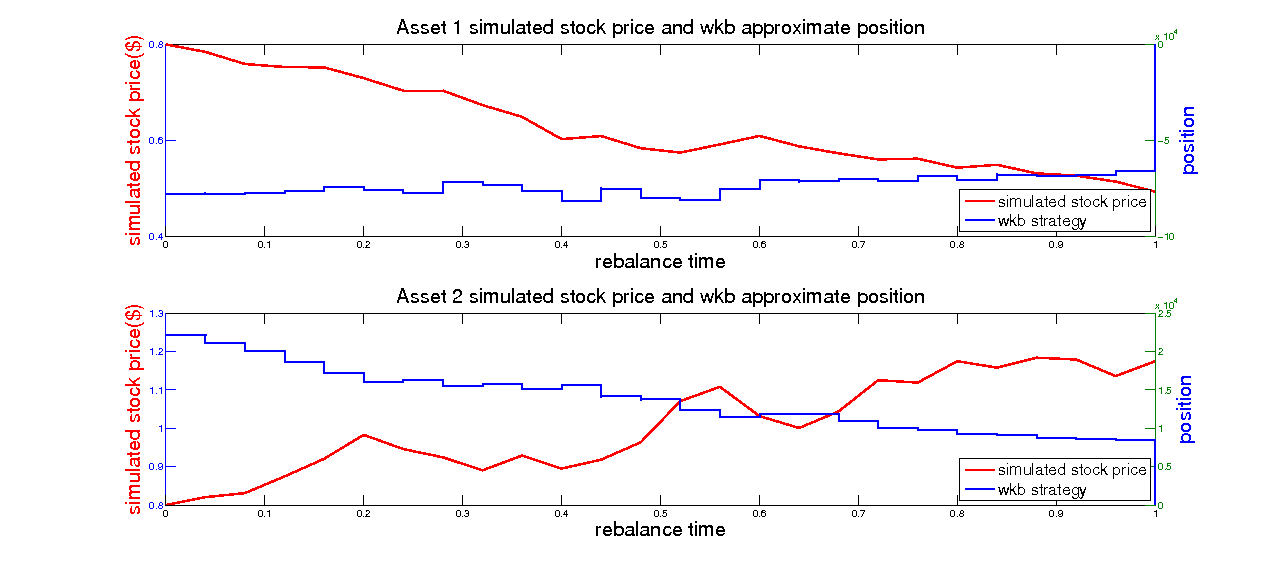 Asset 1 simulated stock price and wkb approximate position
x 10^4
simulated stock price($)
0.8
0.6
0.4
0
-5
-10
position
simulated stock price
wkb strategy
0 0.1 0.2 0.3 0.4 0.5 0.6 0.7 0.8 0.9 1
rebalance time
Asset 2 simulated stock price and wkb approximate position
x 10^4
simulated stock price($)
1.3
1.2
1.1
1
0.9
0.8
2.5
2
1.5
1
0.5
0
position
simulated stock price
wkb strategy
0 0.1 0.2 0.3 0.4 0.5 0.6 0.7 0.8 0.9 1
rebalance time